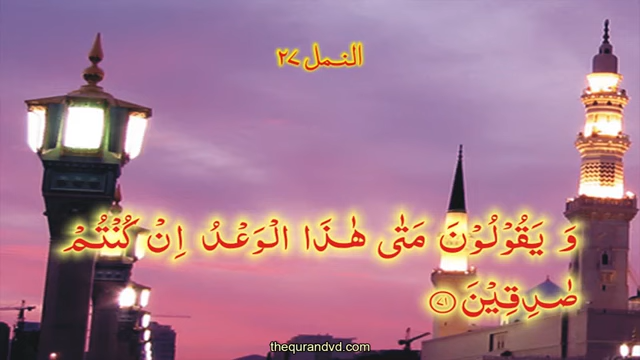 النمل ٢٧
وَ يَقُوْلُوْنَ مَتٰى هٰذَا الْوَعْدُ اِنْ كُنْتُمْ
صٰدِقِيْنَ ﴿٧١﴾
thequrandvd.com